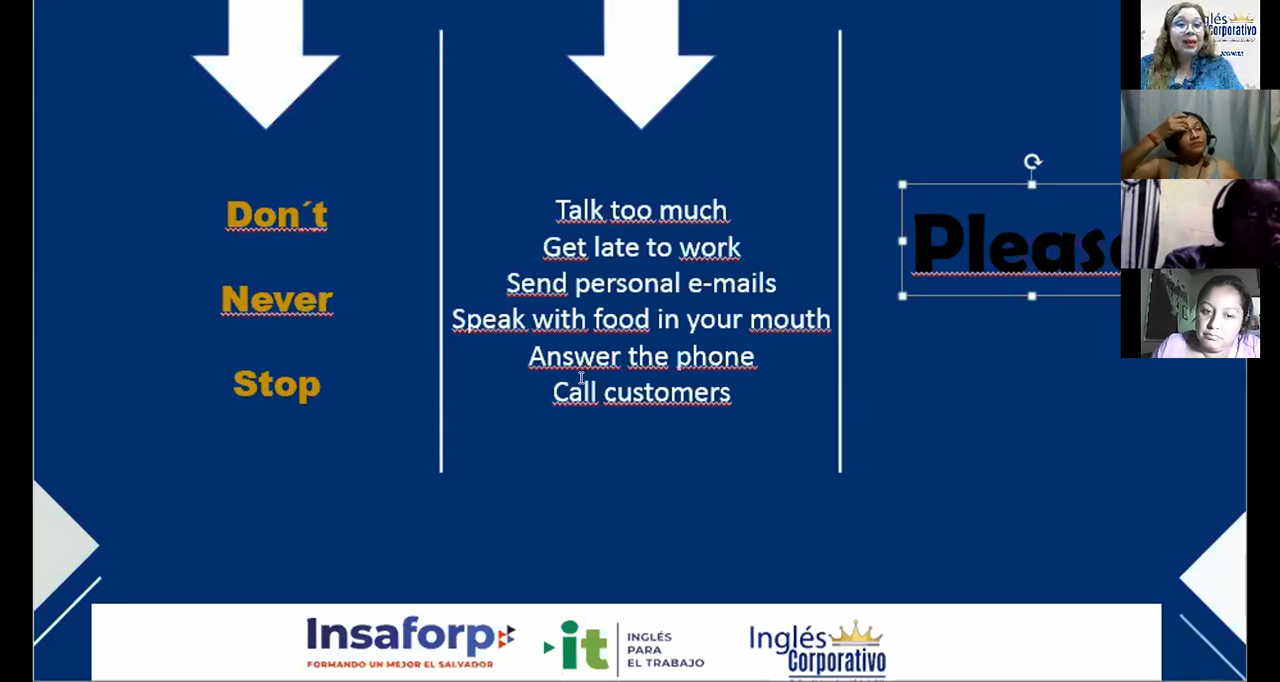 Don´t
Never
Stop
Talk too much
Get late to work
Send personal e-mails
Speak with food in your mouth
Answer the phone
Call customers
Insaforp
FORMANDO UN MEJOR EL SALVADOR
it
INGLÉS
PARA
EL TRABAJO
Inglés
Corporativo